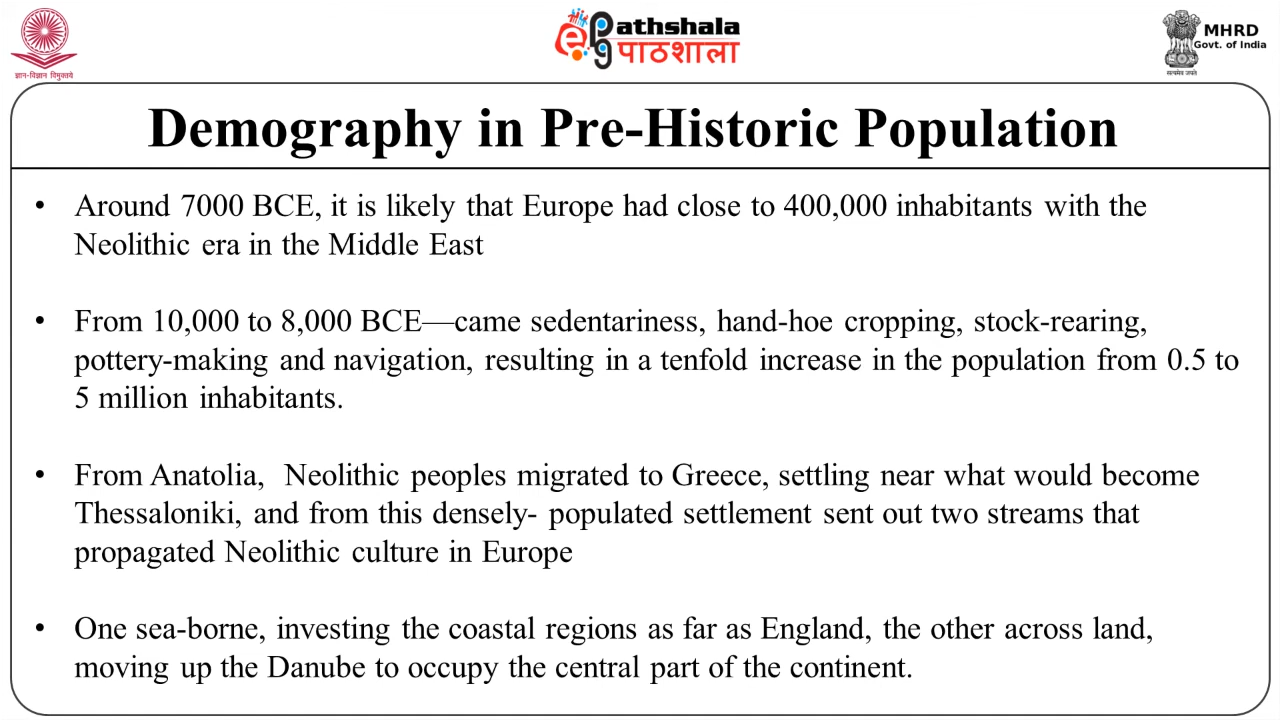 ज्ञान-विज्ञान विमुक्तये
ePathshala
पाठशाला
MHRD
Govt. of India
सत्यमेव जयते
Demography in Pre-Historic Population
• Around 7000 BCE, it is likely that Europe had close to 400,000 inhabitants with the
Neolithic era in the Middle East
• From 10,000 to 8,000 BCE—came sedentariness, hand-hoe cropping, stock-rearing,
pottery-making and navigation, resulting in a tenfold increase in the population from 0.5 to
5 million inhabitants.
• From Anatolia,  Neolithic peoples migrated to Greece, settling near what would become
Thessaloniki, and from this densely- populated settlement sent out two streams that
propagated Neolithic culture in Europe
• One sea-borne, investing the coastal regions as far as England, the other across land,
moving up the Danube to occupy the central part of the continent.